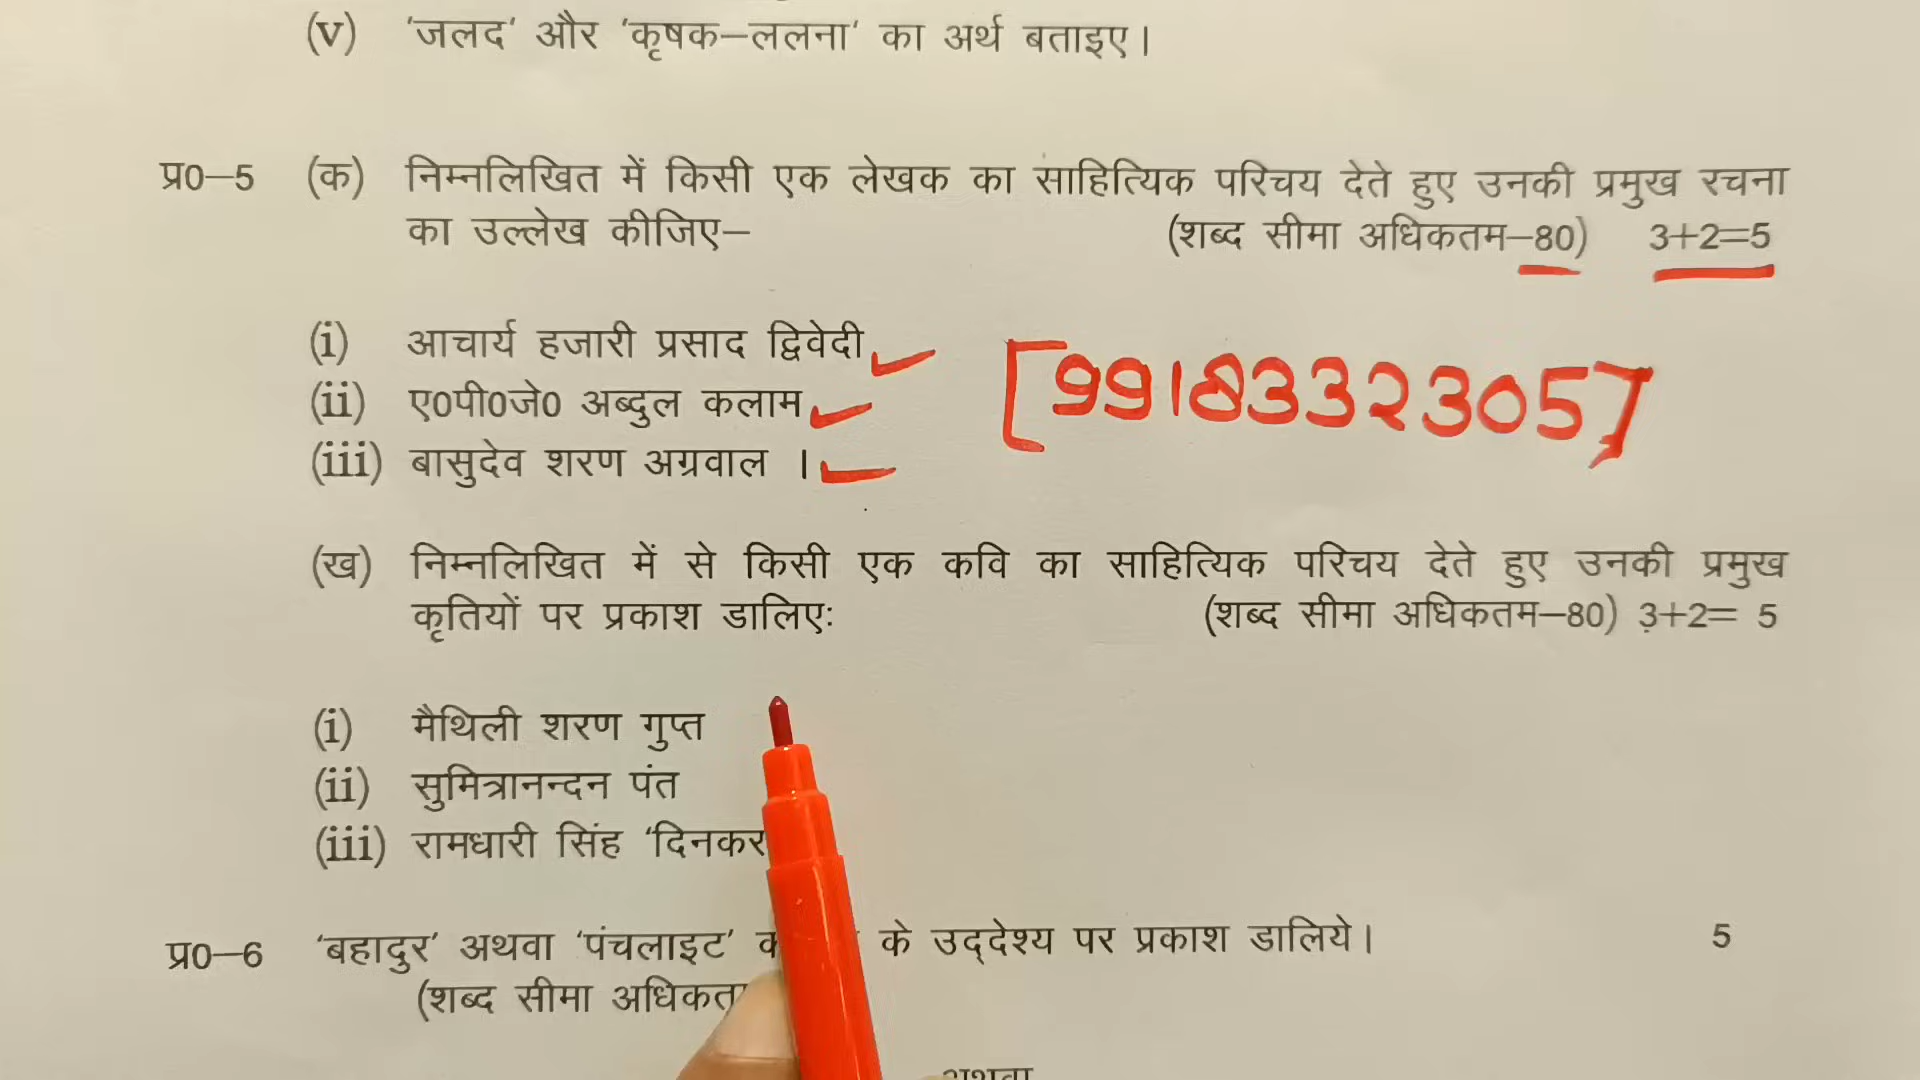 (v) 'जलद' और 'कृषक–ललना' का अर्थ बताइए।
प्र0–5 (क) निम्नलिखित में किसी एक लेखक का साहित्यिक परिचय देते हुए उनकी प्रमुख रचना
का उल्लेख कीजिए– (शब्द सीमा अधिकतम–80) 3+2=5
(i) आचार्य हजारी प्रसाद द्विवेदी
[9918332305]
(ii) ए0पी0जे0 अब्दुल कलाम
(iii) बासुदेव शरण अग्रवाल ।
(ख) निम्नलिखित में से किसी एक कवि का साहित्यिक परिचय देते हुए उनकी प्रमुख
कृतियों पर प्रकाश डालिए: (शब्द सीमा अधिकतम–80) 3+2= 5
(i) मैथिली शरण गुप्त
(ii) सुमित्रानन्दन पंत
(iii) रामधारी सिंह 'दिनकर
प्र0–6 'बहादुर' अथवा 'पंचलाइट' के उद्देश्य पर प्रकाश डालिये। 5
(शब्द सीमा
अथवा